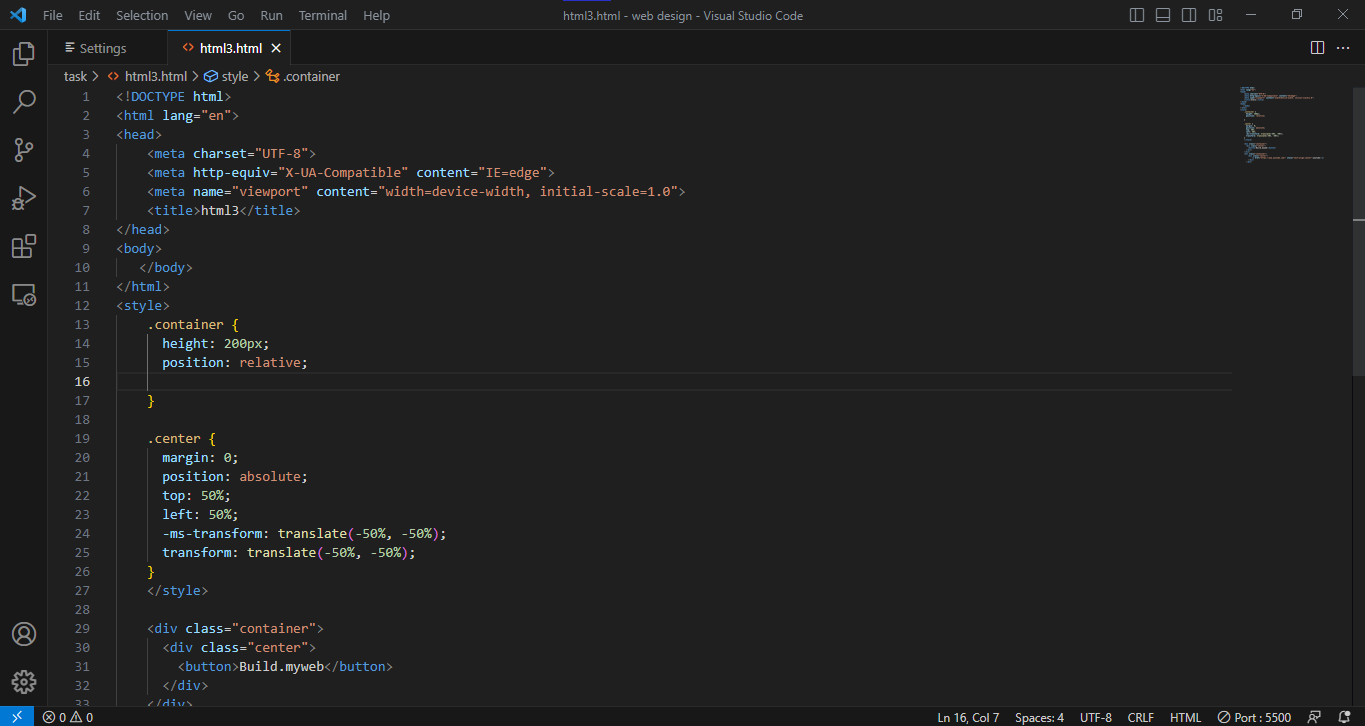 File Edit Selection View Go Run Terminal Help html3.html - web design - Visual Studio Code
Settings html3.html
task > html3.html > style > .container
1 <!DOCTYPE html>
2 <html lang="en">
3 <head>
4 <meta charset="UTF-8">
5 <meta http-equiv="X-UA-Compatible" content="IE=edge">
6 <meta name="viewport" content="width=device-width, initial-scale=1.0">
7 <title>html3</title>
8 </head>
9 <body>
10 </body>
11 </html>
12 <style>
13 .container {
14 height: 200px;
15 position: relative;
16
17 }
18
19 .center {
20 margin: 0;
21 position: absolute;
22 top: 50%;
23 left: 50%;
24 -ms-transform: translate(-50%, -50%);
25 transform: translate(-50%, -50%);
26 }
27 </style>
28
29 <div class="container">
30 <div class="center">
31 <button>Build.myweb</button>
32 </div>
33 </div>
0 0 Ln 16, Col 7 Spaces: 4 UTF-8 CRLF HTML Port : 5500